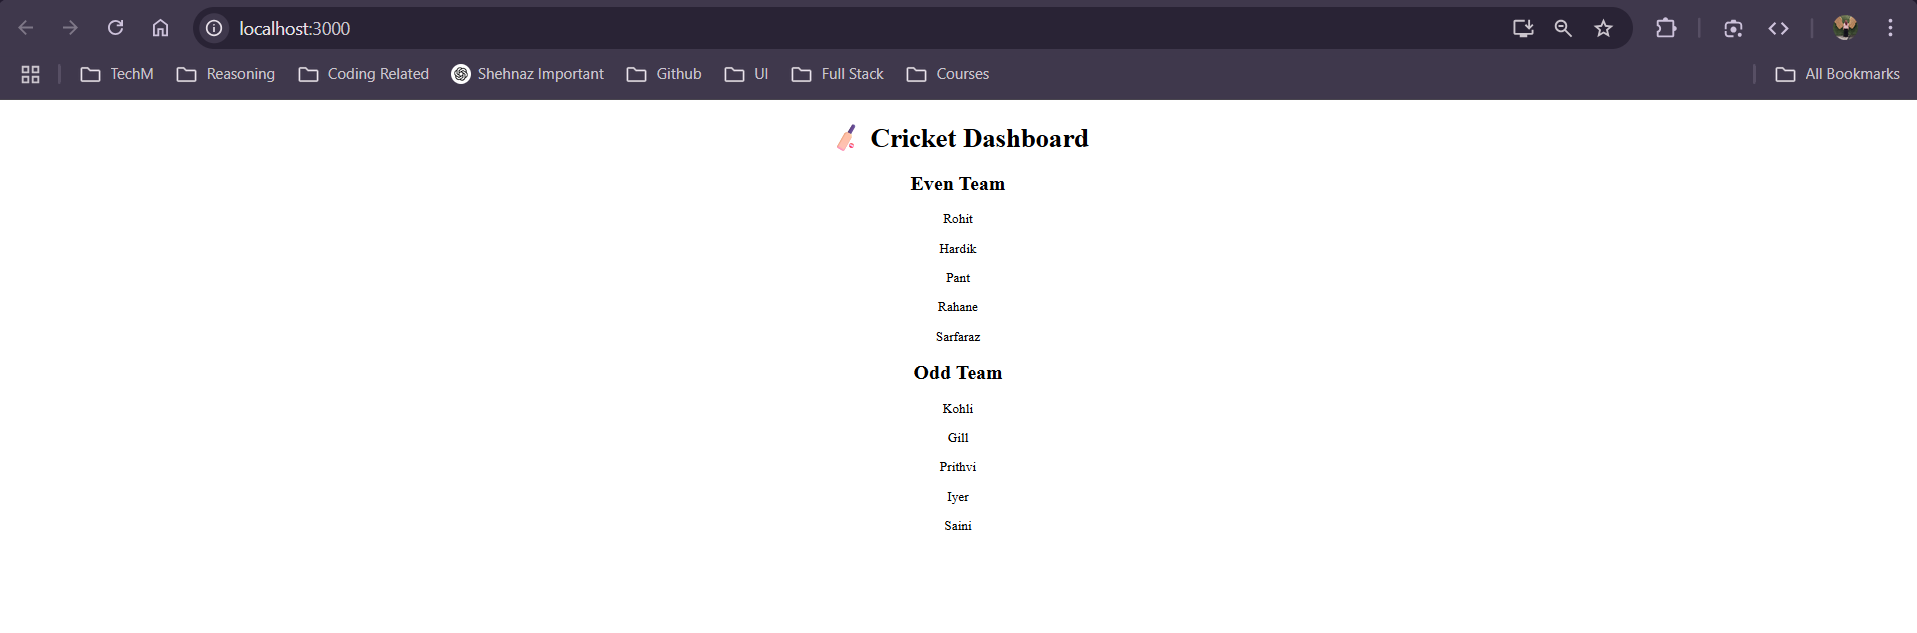 localhost:3000
TechM Reasoning Coding Related Shehnaz Important Github UI Full Stack Courses All Bookmarks
Cricket Dashboard
Even Team
Rohit
Hardik
Pant
Rahane
Sarfaraz
Odd Team
Kohli
Gill
Prithvi
Iyer
Saini